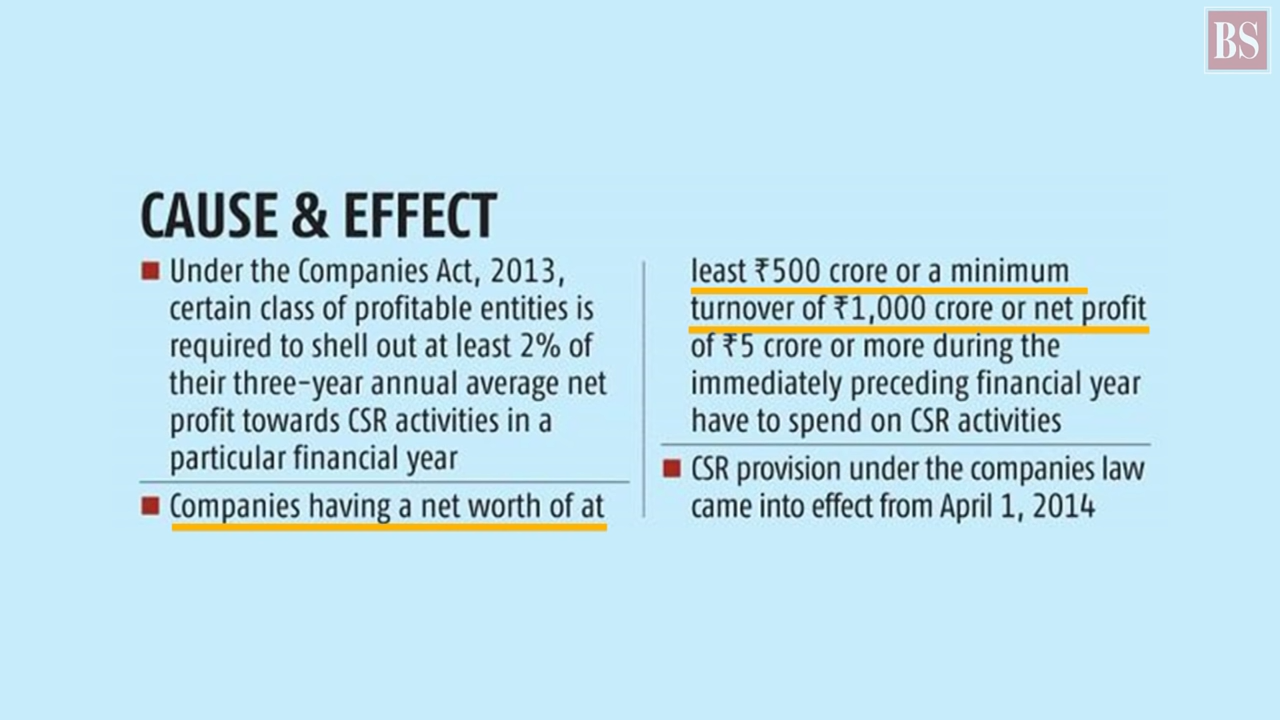 BS
CAUSE & EFFECT
Under the Companies Act, 2013,
certain class of profitable entities is
required to shell out at least 2% of
their three-year annual average net
profit towards CSR activities in a
particular financial year
Companies having a net worth of at
least ₹500 crore or a minimum
turnover of ₹1,000 crore or net profit
of ₹5 crore or more during the
immediately preceding financial year
have to spend on CSR activities
CSR provision under the companies law
came into effect from April 1, 2014